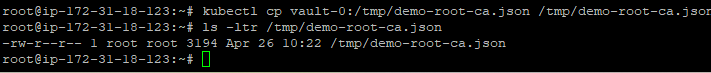 root@ip-172-31-18-123:~# kubectl cp vault-0:/tmp/demo-root-ca.json /tmp/demo-root-ca.json
root@ip-172-31-18-123:~# ls -ltr /tmp/demo-root-ca.json
-rw-r--r-- 1 root root 3194 Apr 26 10:22 /tmp/demo-root-ca.json
root@ip-172-31-18-123:~#